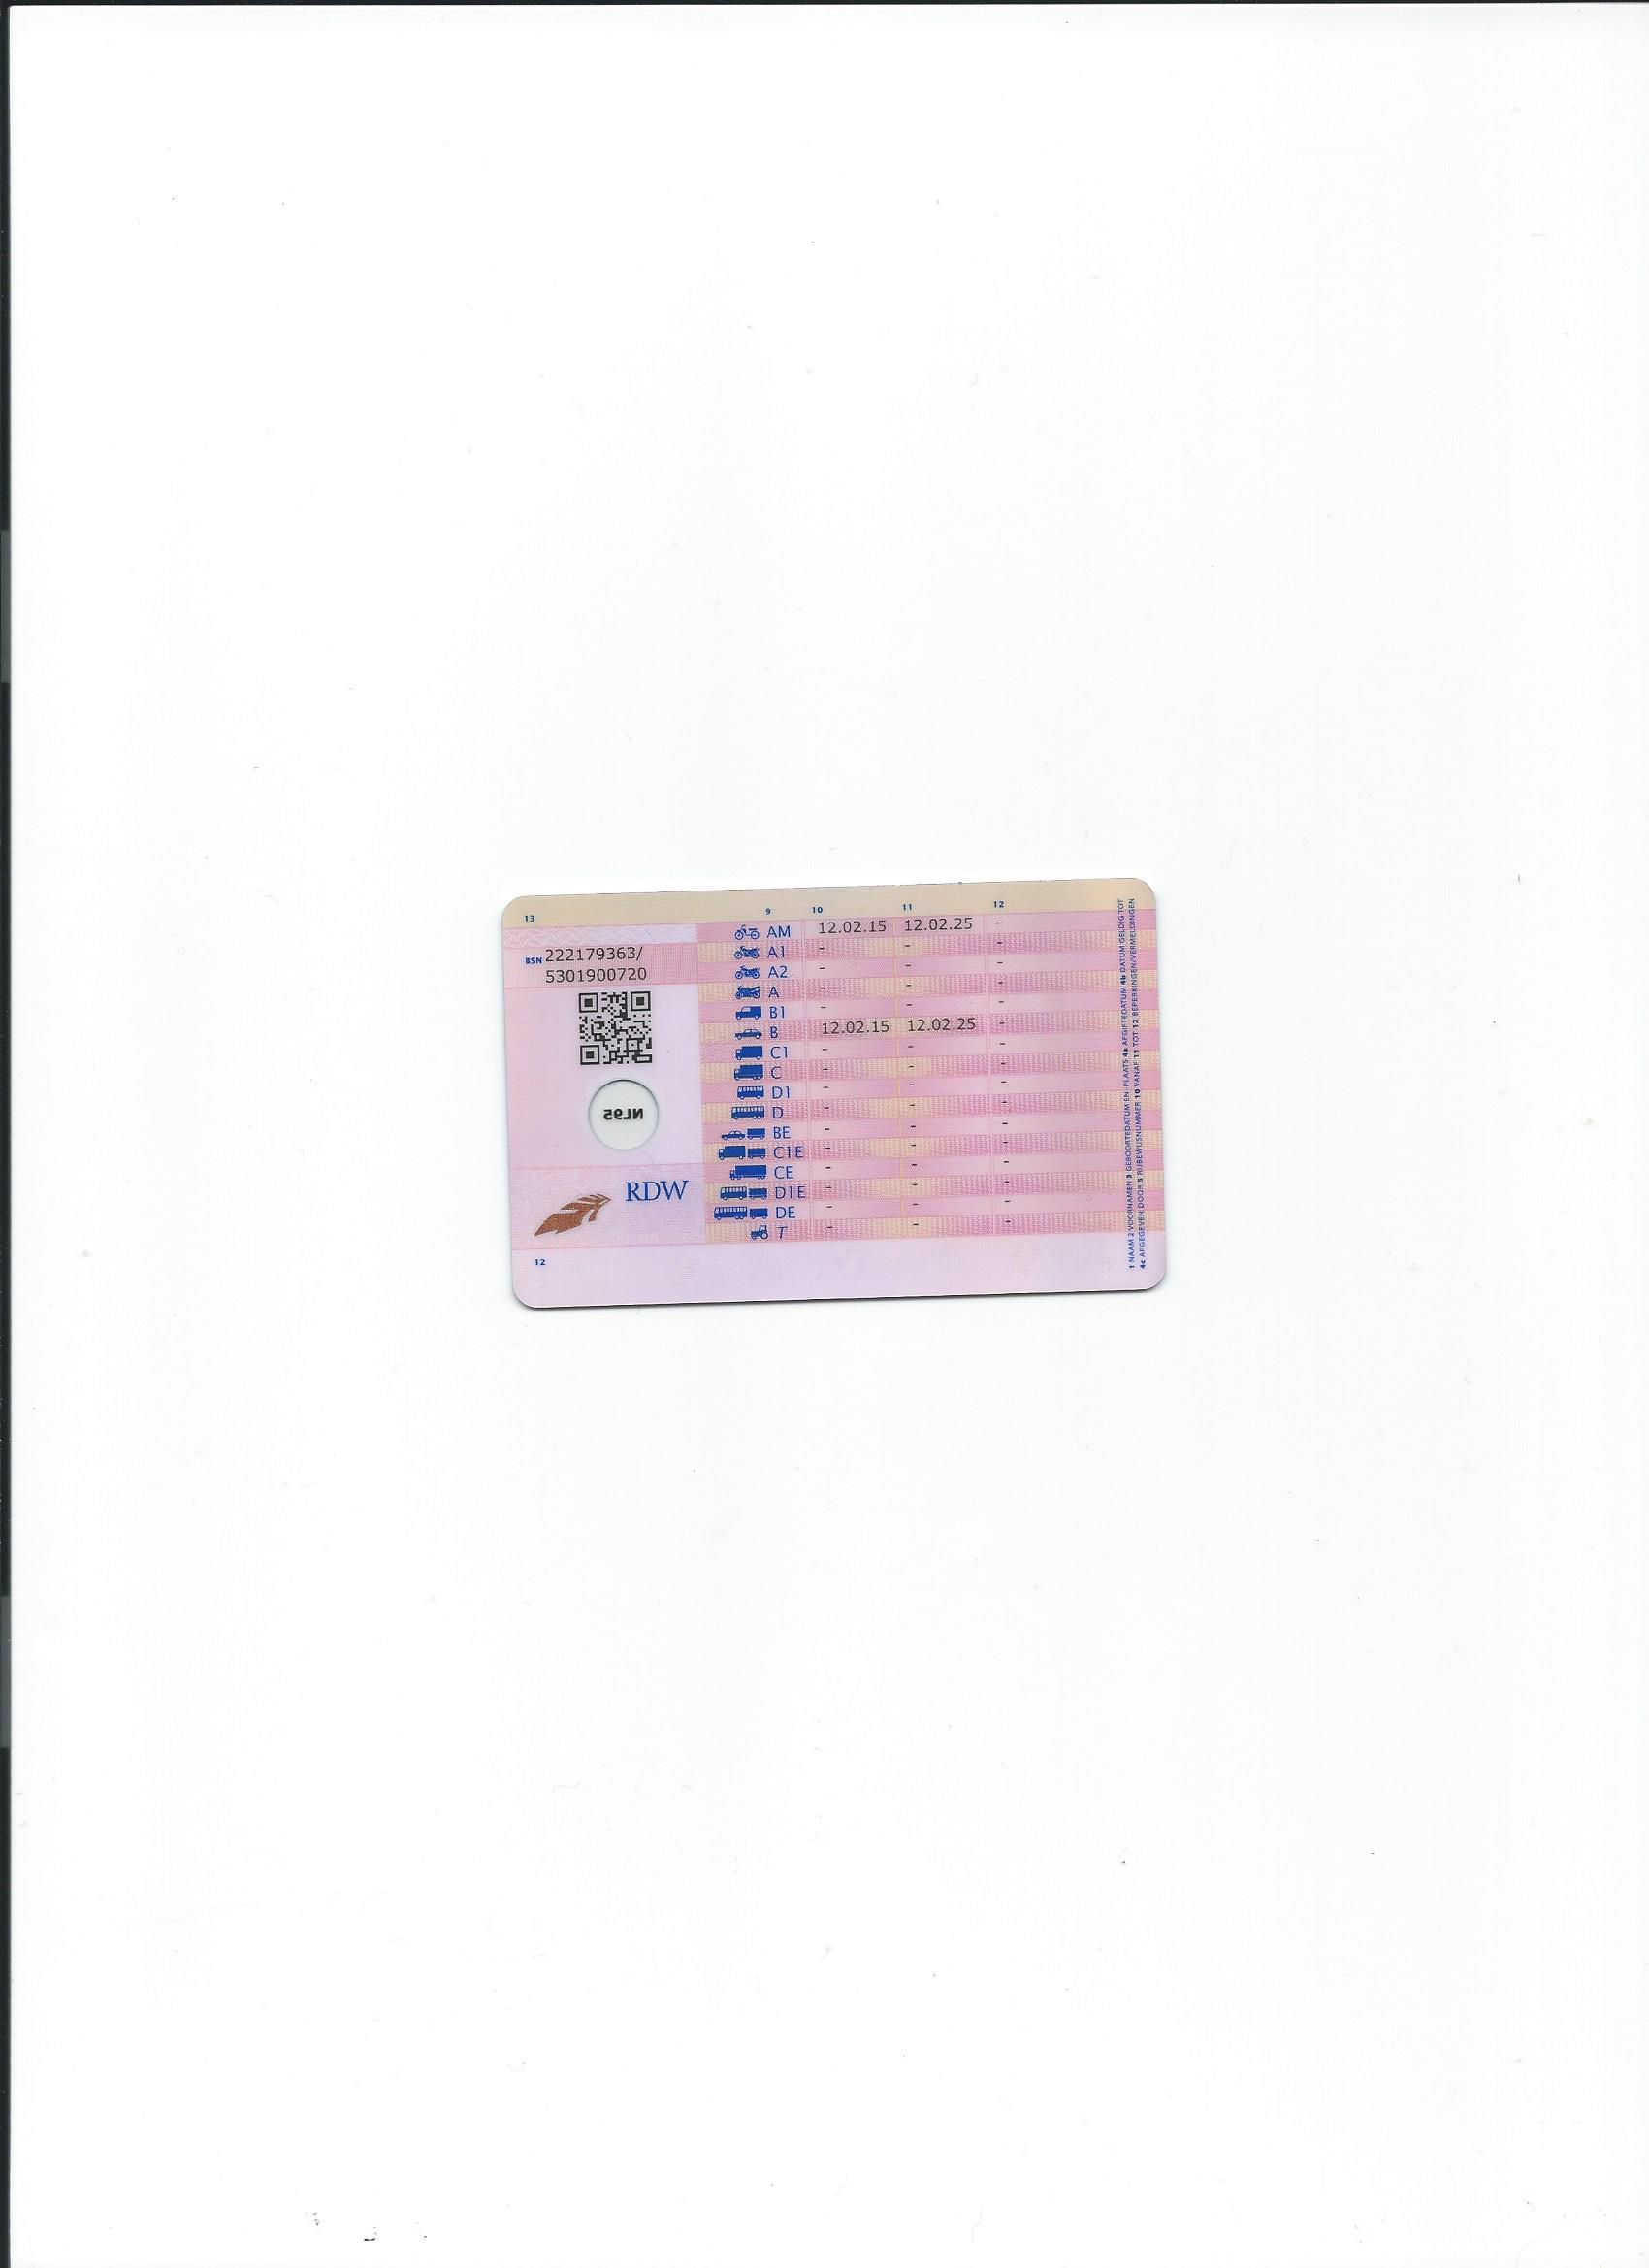 13
9 10 11 12
BSN 222179363/
5301900720
AM 12.02.15 12.02.25 -
A1 - - -
A2 - - -
A - - -
B1 - - -
B 12.02.15 12.02.25 -
C1 - - -
C - - -
D1 - - -
D - - -
BE - - -
C1E - - -
CE - - -
D1E - - -
DE - - -
T - - -
NL95
RDW
12
1 NAAM 2 VOORNAMEN 3 GEBOORTEDATUM EN -PLAATS 4a AFGIFTEDATUM 4b DATUM GELDIG TOT
4c AFGEGEVEN DOOR 5 RIJBEWIJSNUMMER 10 VANAF 11 TOT 12 BEPERKINGEN/VERMELDINGEN